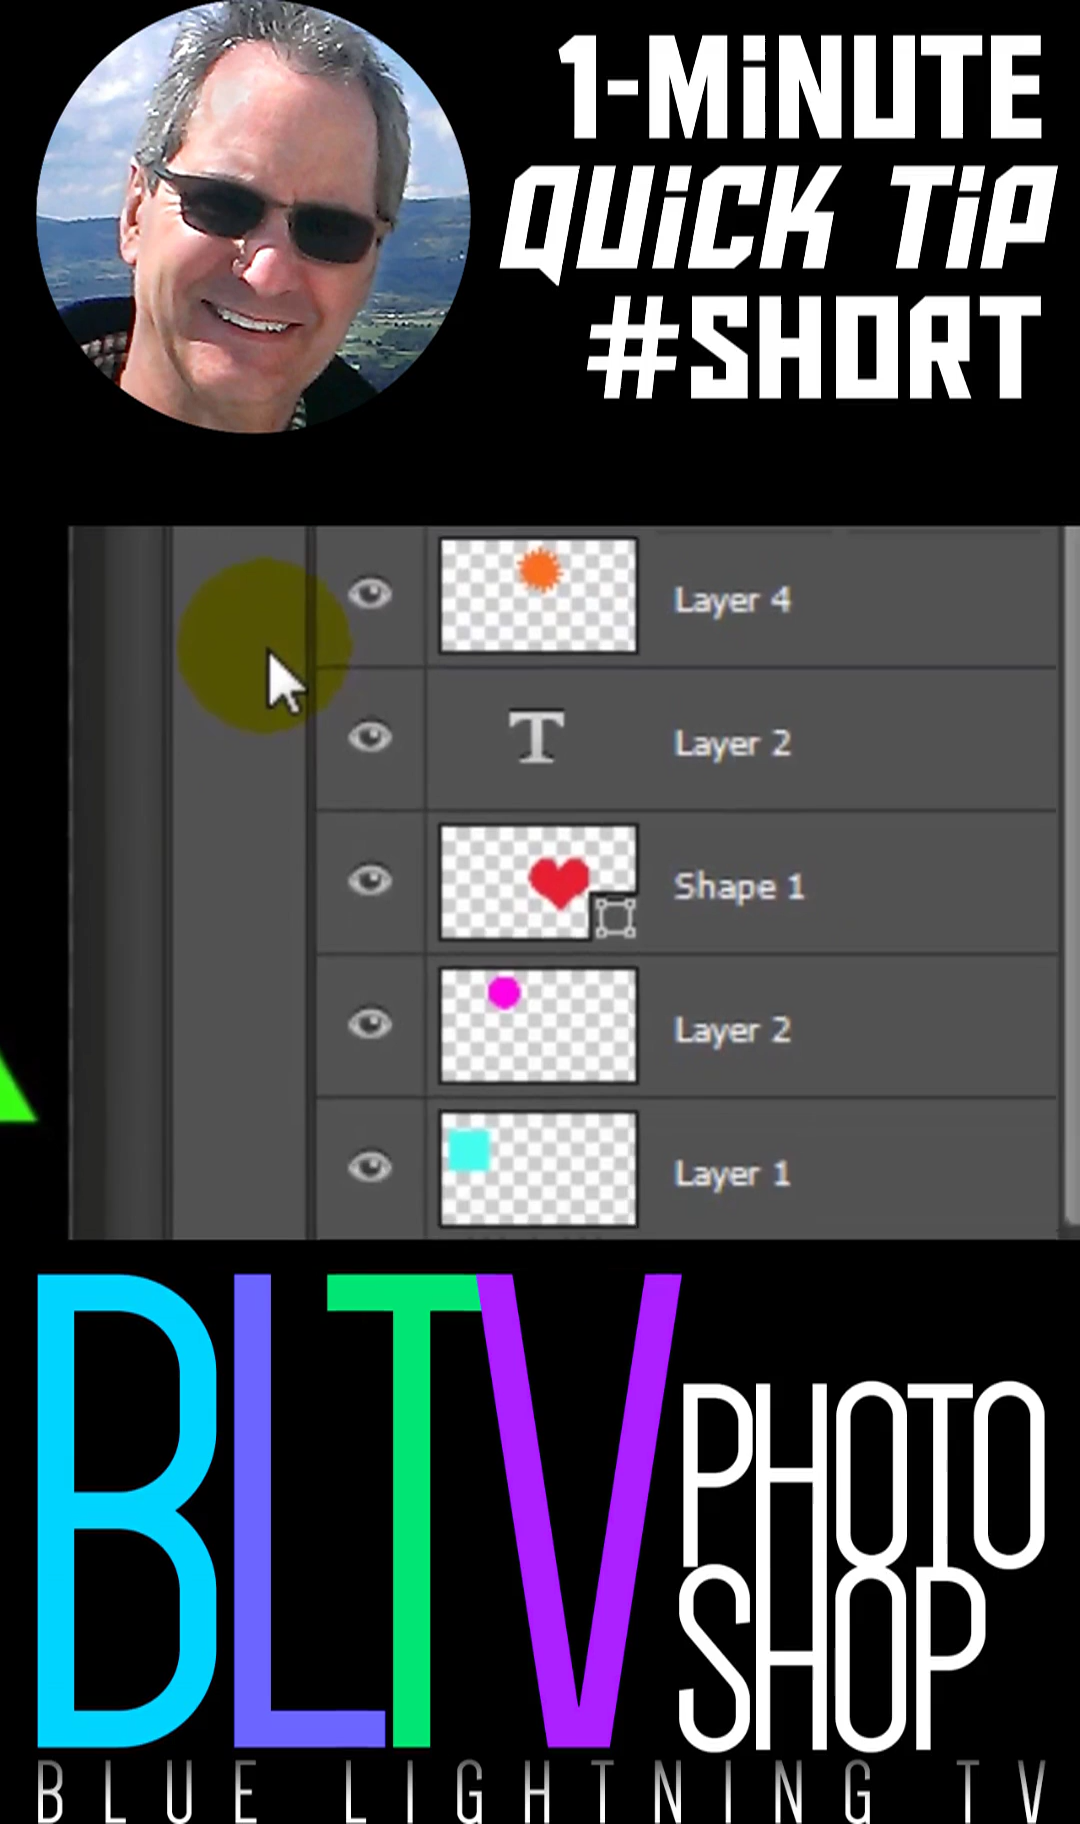 1-MiNUTE
QUiCK TiP
#SHORT
Layer 4
T
Layer 2
Shape 1
Layer 2
Layer 1
BLTV
PHOTO
SHOP
BLUE LIGHTNING TV